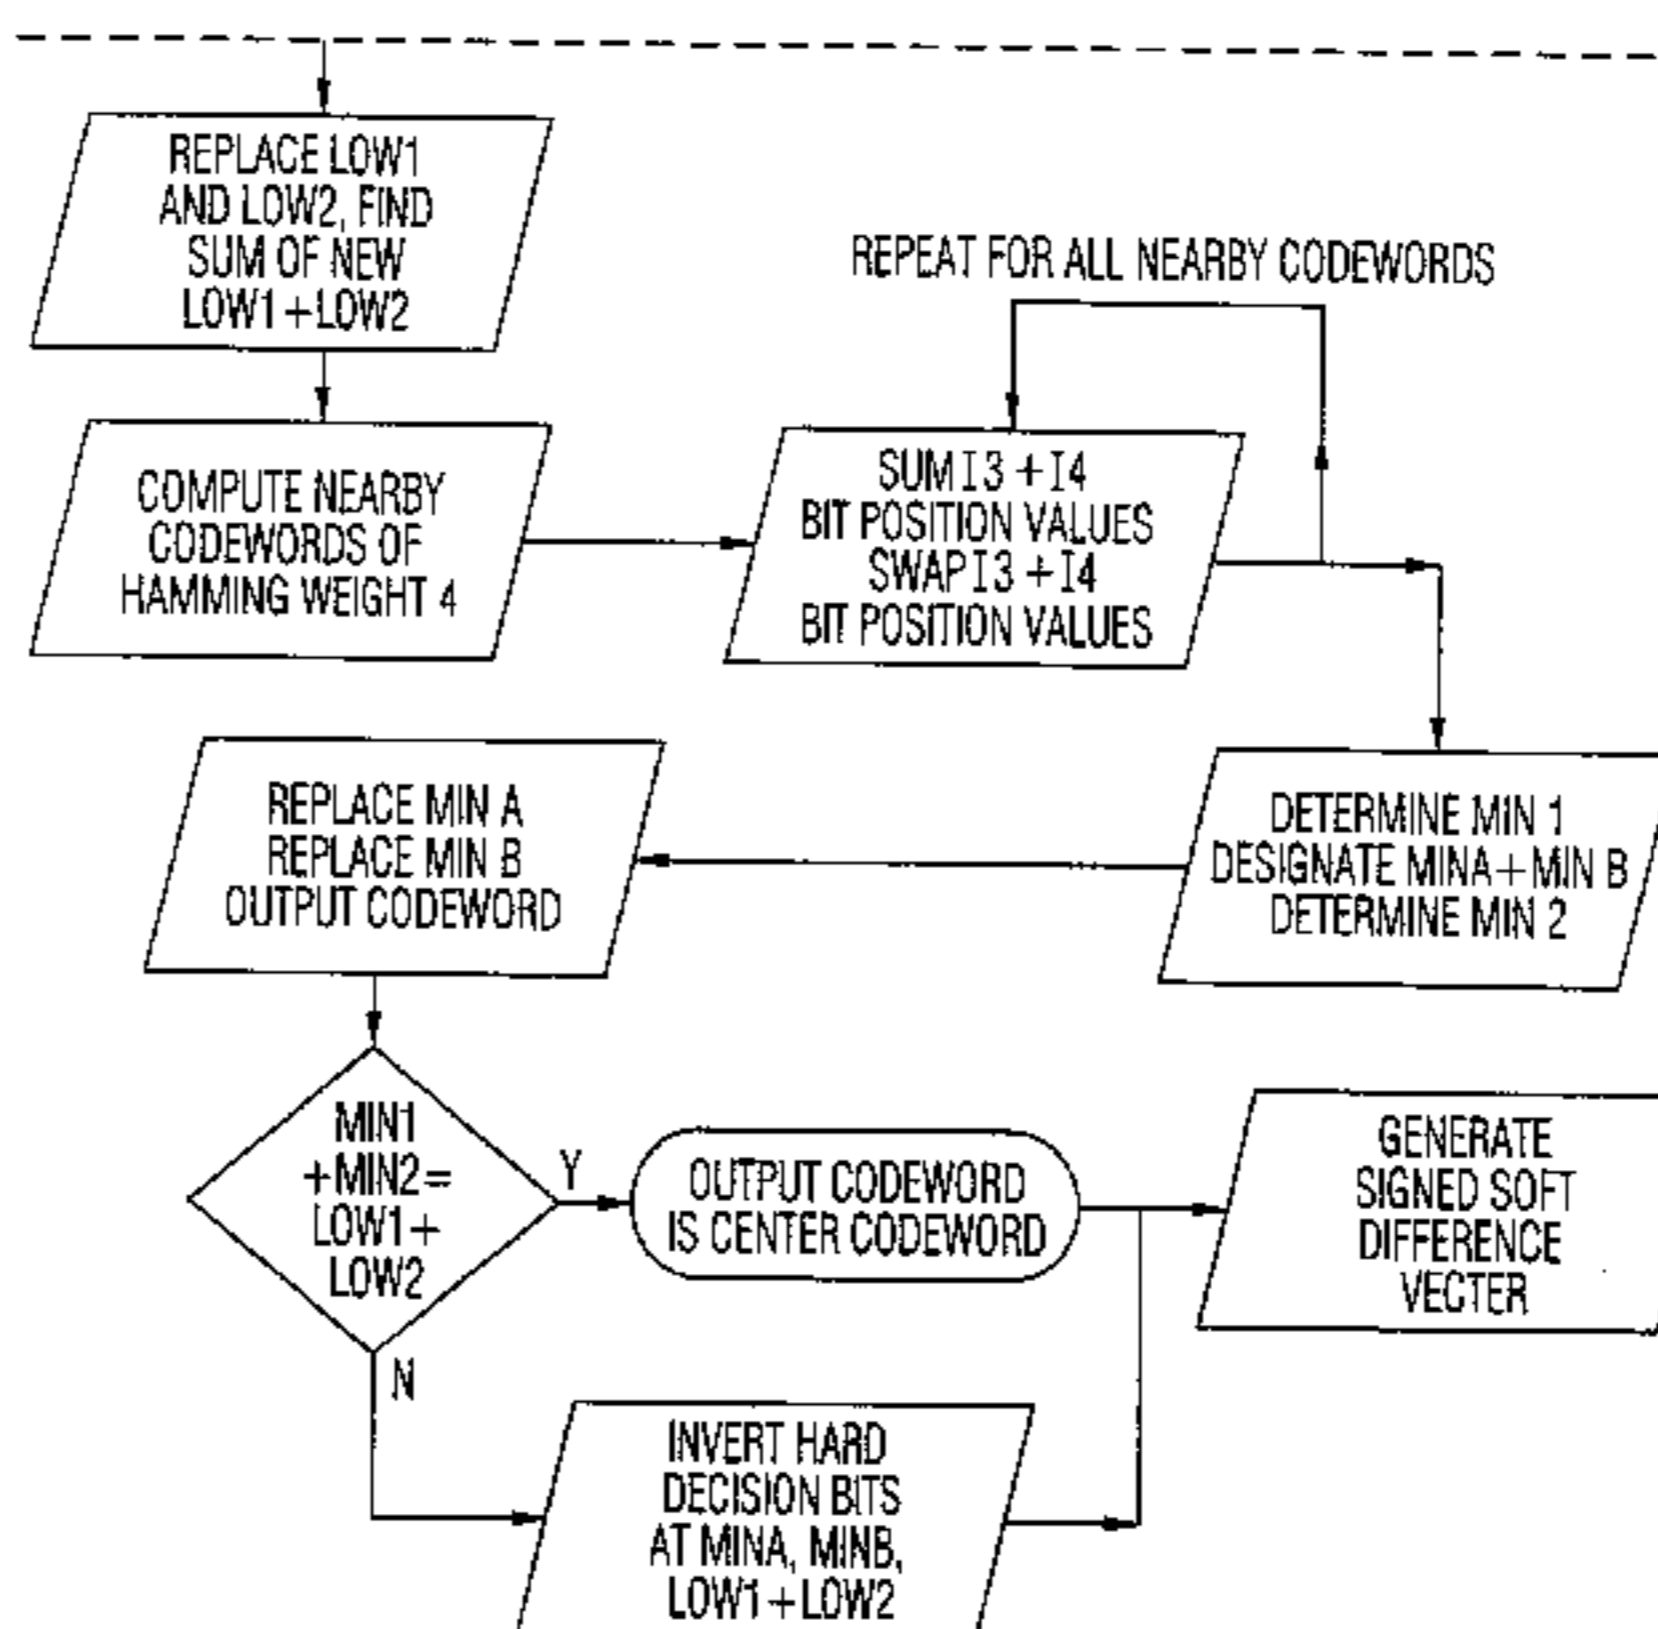 REPLACE LOW1
AND LOW2, FIND
SUM OF NEW
LOW1+LOW2
REPEAT FOR ALL NEARBY CODEWORDS
COMPUTE NEARBY
CODEWORDS OF
HAMMING WEIGHT 4
SUM I3 + I4
BIT POSITION VALUES
SWAP I3 + I4
BIT POSITION VALUES
DETERMINE MIN 1
DESIGNATE MINA+MIN B
DETERMINE MIN 2
REPLACE MIN A
REPLACE MIN B
OUTPUT CODEWORD
MIN1
+MIN2=
LOW1+
LOW2
Y
N
OUTPUT CODEWORD
IS CENTER CODEWORD
GENERATE
SIGNED SOFT
DIFFERENCE
VECTER
INVERT HARD
DECISION BITS
AT MINA, MINB,
LOW1+LOW2